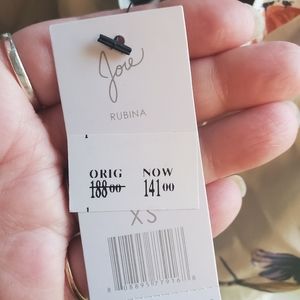 Joie
RUBINA
ORIG NOW
188 00 141 00
XS